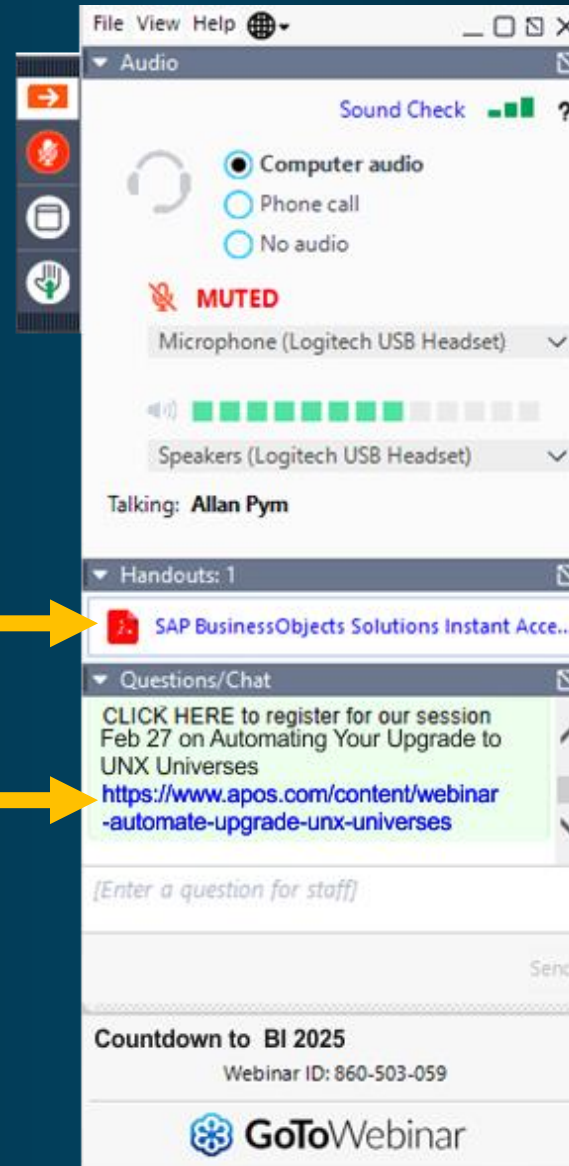 File View Help
Audio
Sound Check ?
Computer audio
Phone call
No audio
MUTED
Microphone (Logitech USB Headset)
Speakers (Logitech USB Headset)
Talking: Allan Pym
Handouts: 1
SAP BusinessObjects Solutions Instant Acce...
Questions/Chat
CLICK HERE to register for our session
Feb 27 on Automating Your Upgrade to
UNX Universes
https://www.apos.com/content/webinar
-automate-upgrade-unx-universes
[Enter a question for staff]
Send
Countdown to BI 2025
Webinar ID: 860-503-059
GoToWebinar